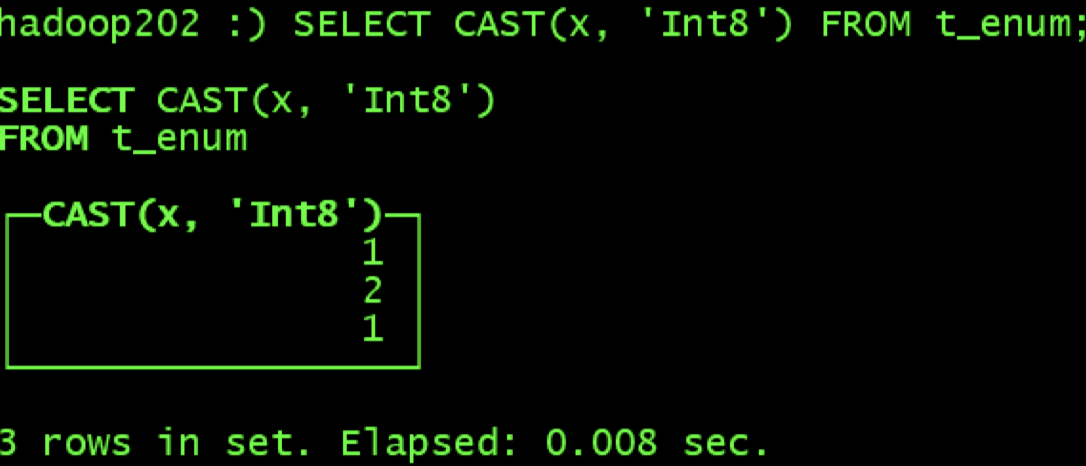 hadoop202 :) SELECT CAST(x, 'Int8') FROM t_enum;
SELECT CAST(x, 'Int8')
FROM t_enum
CAST(x, 'Int8')
1
2
1
3 rows in set. Elapsed: 0.008 sec.